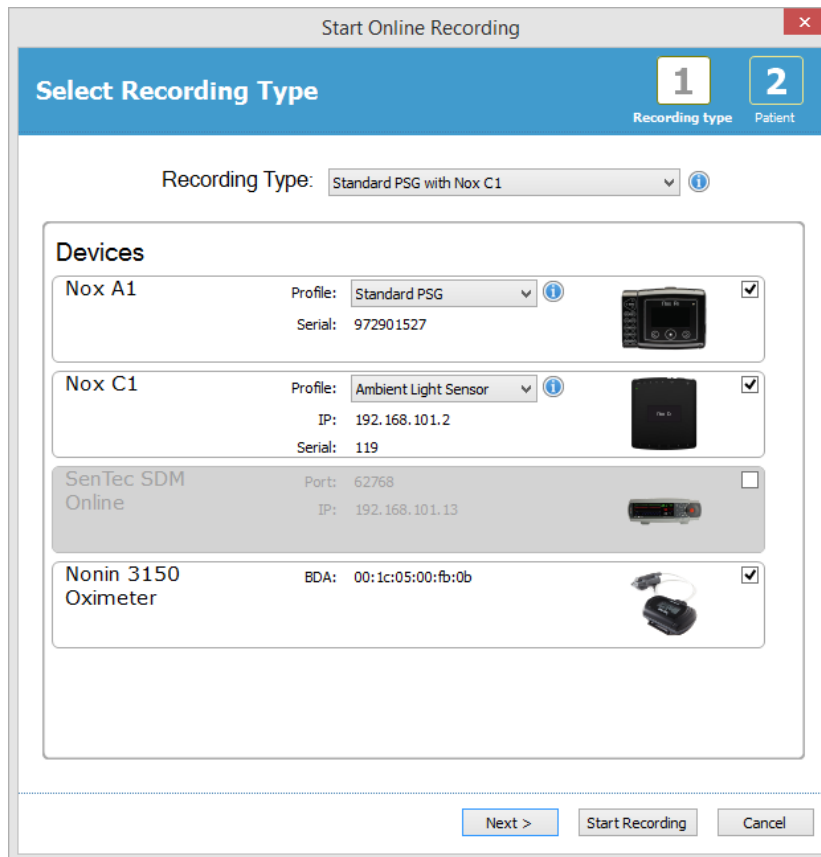 Start Online Recording
Select Recording Type
1
Recording type
2
Patient
Recording Type: Standard PSG with Nox C1
Devices
Nox A1
Profile: Standard PSG
Serial: 972901527
Nox C1
Profile: Ambient Light Sensor
IP: 192.168.101.2
Serial: 119
SenTec SDM
Online
Port: 62768
IP: 192.168.101.13
Nonin 3150
Oximeter
BDA: 00:1c:05:00:fb:0b
Next >
Start Recording
Cancel